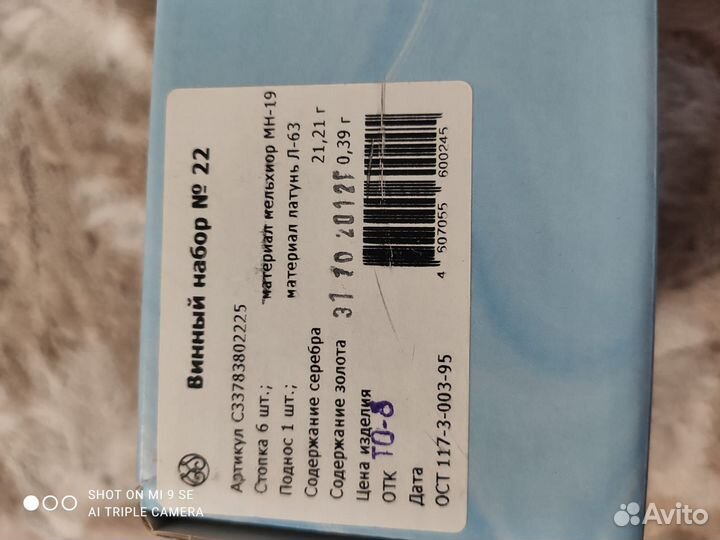 Винный набор № 22
Артикул С33783802225
Стопка 6 шт.; материал мельхиор МН-19
Поднос 1 шт.; материал латунь Л-63
Содержание серебра 21,21 г
Содержание золота 0,39 г
Цена изделия
ОТК ТО-8
Дата 31 10 2012г
ОСТ 117-3-003-95
4 607055 600245
SHOT ON MI 9 SE
AI TRIPLE CAMERA
Avito